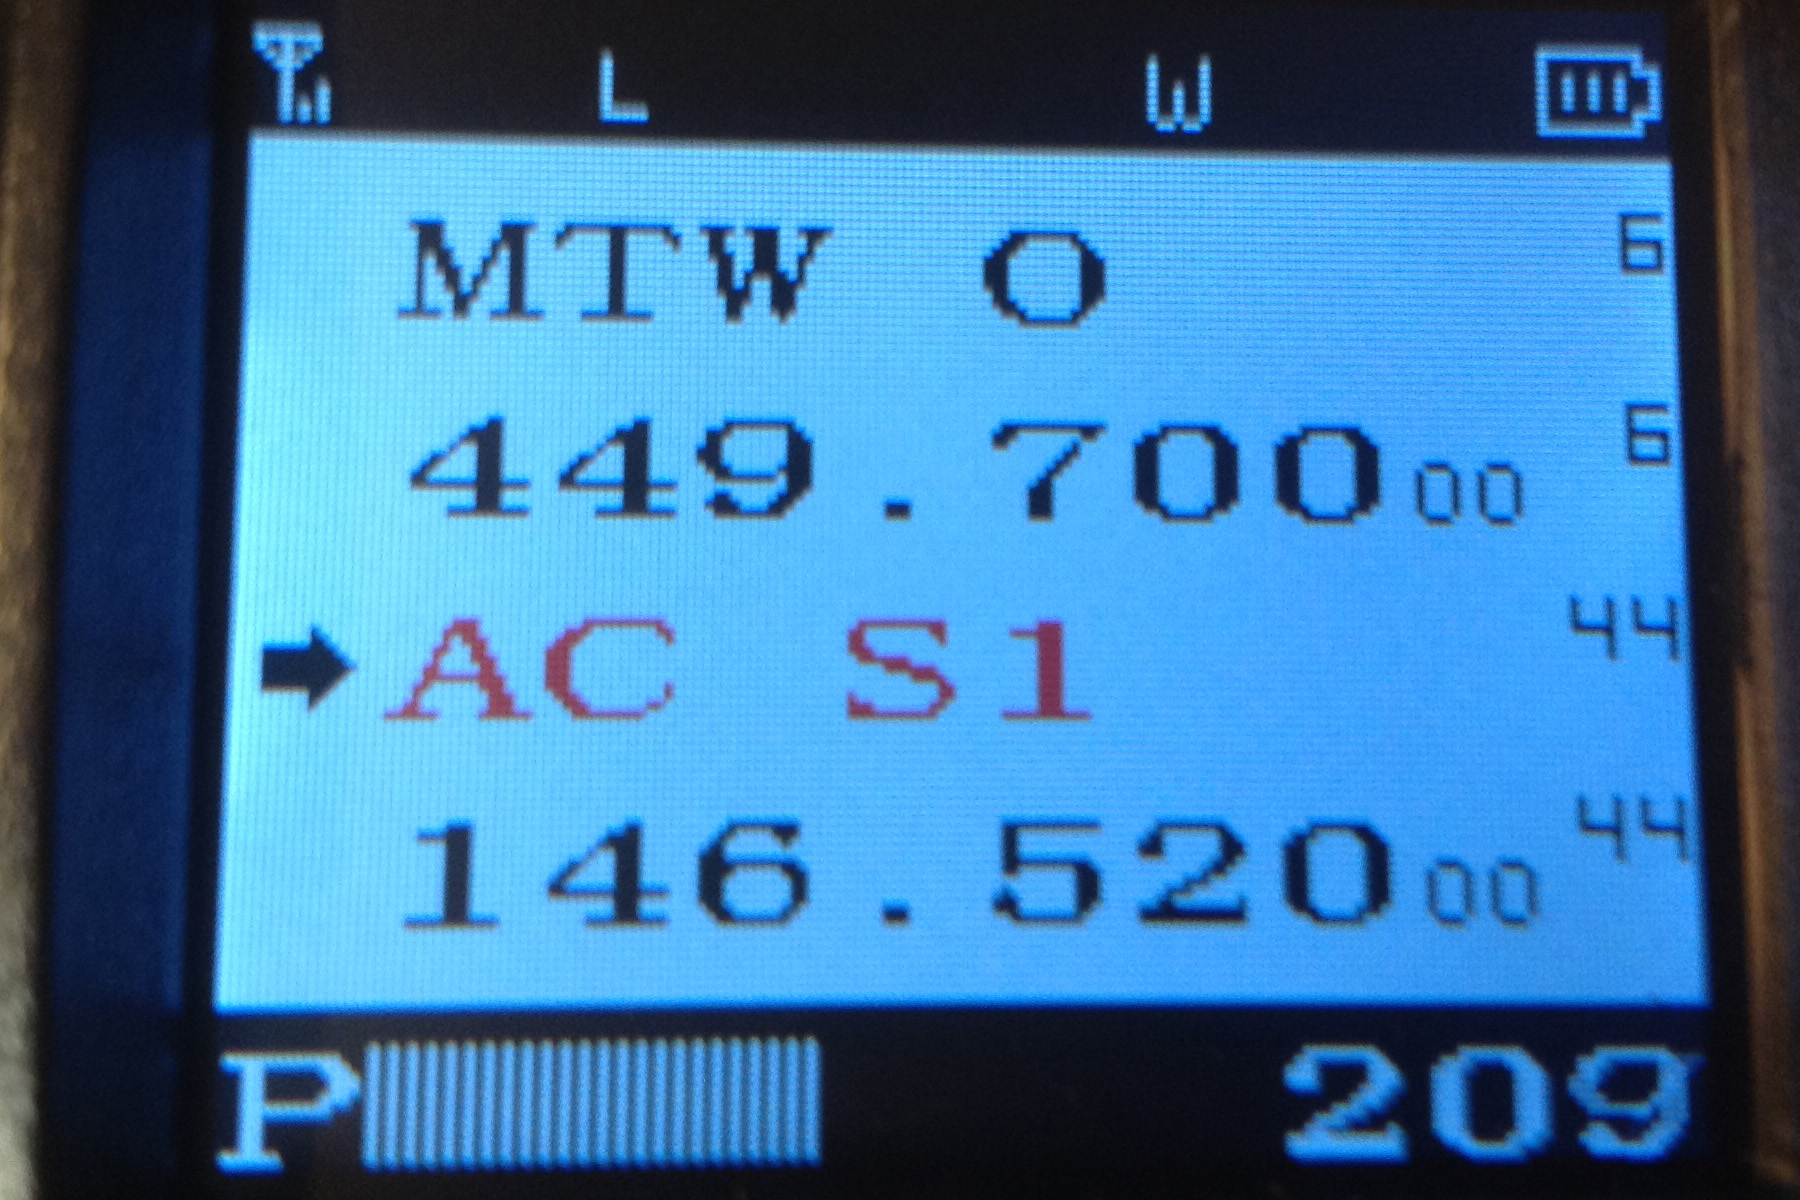 L W
MTW O 6
449.70000 6
AC S1 44
146.52000 44
P 209